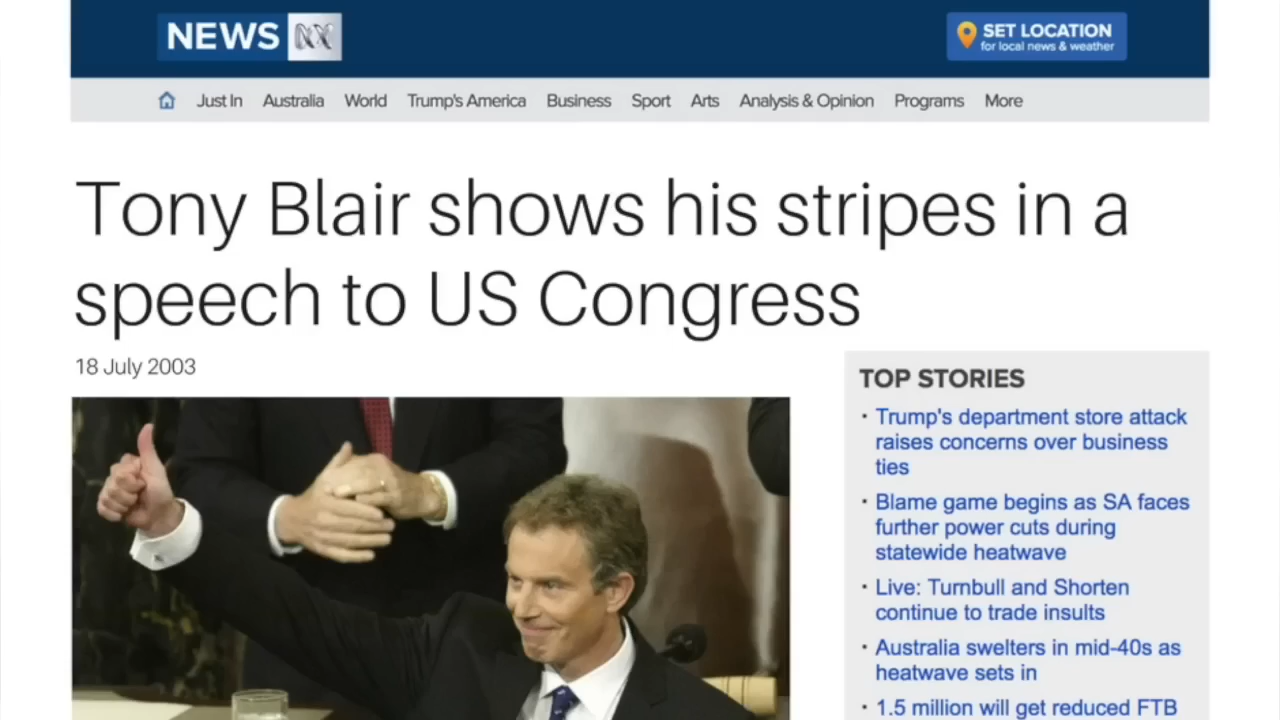 NEWS
SET LOCATION
for local news & weather
Just In Australia World Trump's America Business Sport Arts Analysis & Opinion Programs More
Tony Blair shows his stripes in a
speech to US Congress
18 July 2003
TOP STORIES
· Trump's department store attack
raises concerns over business
ties
· Blame game begins as SA faces
further power cuts during
statewide heatwave
· Live: Turnbull and Shorten
continue to trade insults
· Australia swelters in mid-40s as
heatwave sets in
· 1.5 million will get reduced FTB